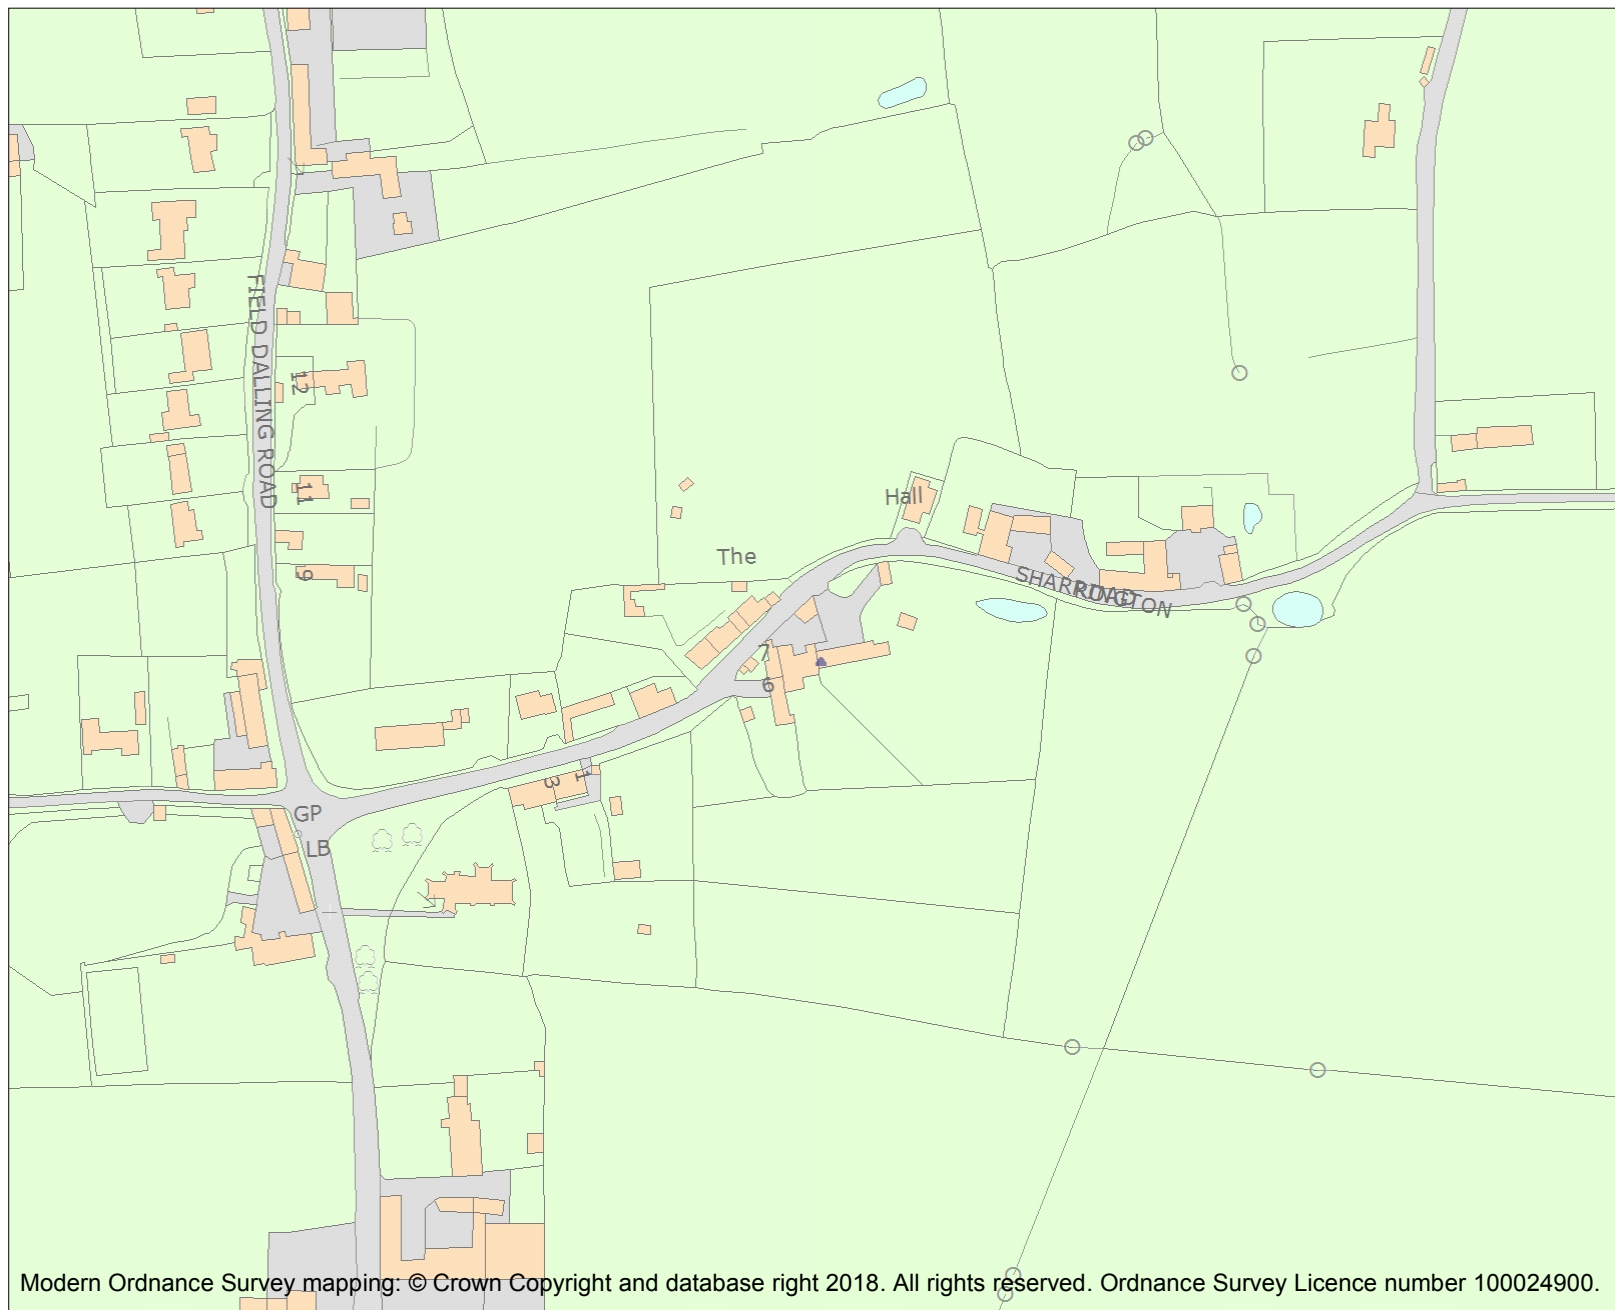 FIELD DALLING ROAD
12
11
9
Hall
The
SHARRINGTON
ROAD
7
6
3
1
GP
LB
Modern Ordnance Survey mapping: © Crown Copyright and database right 2018. All rights reserved. Ordnance Survey Licence number 100024900.